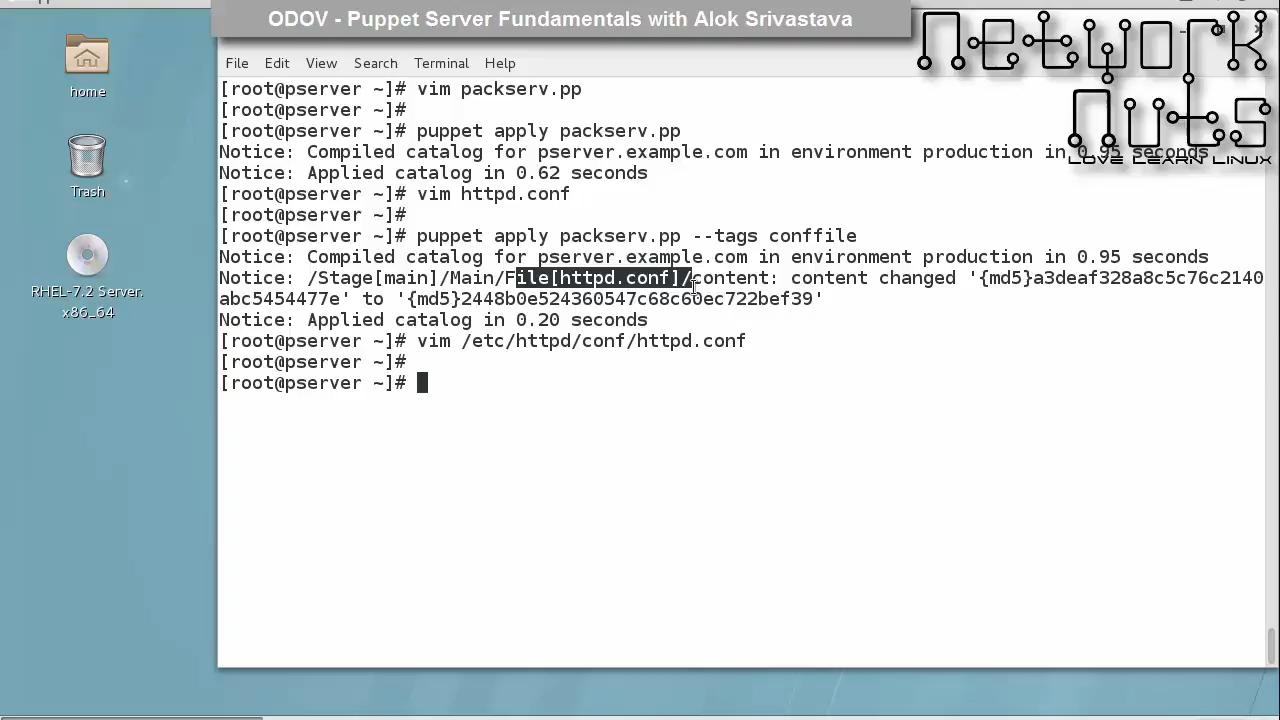 ODOV - Puppet Server Fundamentals with Alok Srivastava
Network
Nuts
LOVE LEARN LINUX
home
Trash
RHEL-7.2 Server.
x86_64
File Edit View Search Terminal Help
[root@pserver ~]# vim packserv.pp
[root@pserver ~]#
[root@pserver ~]# puppet apply packserv.pp
Notice: Compiled catalog for pserver.example.com in environment production in 0.95 seconds
Notice: Applied catalog in 0.62 seconds
[root@pserver ~]# vim httpd.conf
[root@pserver ~]#
[root@pserver ~]# puppet apply packserv.pp --tags conffile
Notice: Compiled catalog for pserver.example.com in environment production in 0.95 seconds
Notice: /Stage[main]/Main/File[httpd.conf]/content: content changed '{md5}a3deaf328a8c5c76c2140
abc5454477e' to '{md5}2448b0e524360547c68c60ec722bef39'
Notice: Applied catalog in 0.20 seconds
[root@pserver ~]# vim /etc/httpd/conf/httpd.conf
[root@pserver ~]#
[root@pserver ~]#